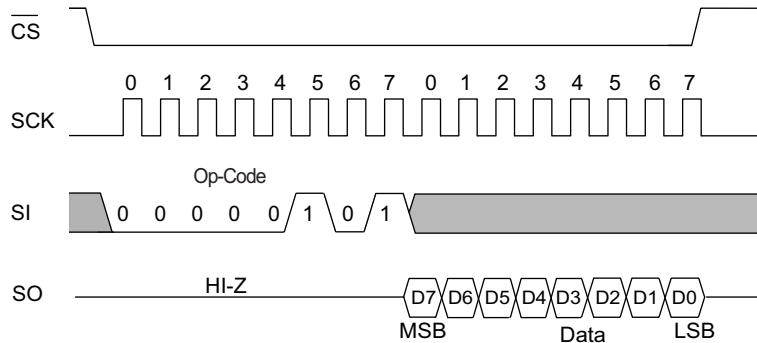 CS
0 1 2 3 4 5 6 7 0 1 2 3 4 5 6 7
SCK
Op-Code
SI 0 0 0 0 0 1 0 1
HI-Z
SO D7 D6 D5 D4 D3 D2 D1 D0
MSB Data LSB